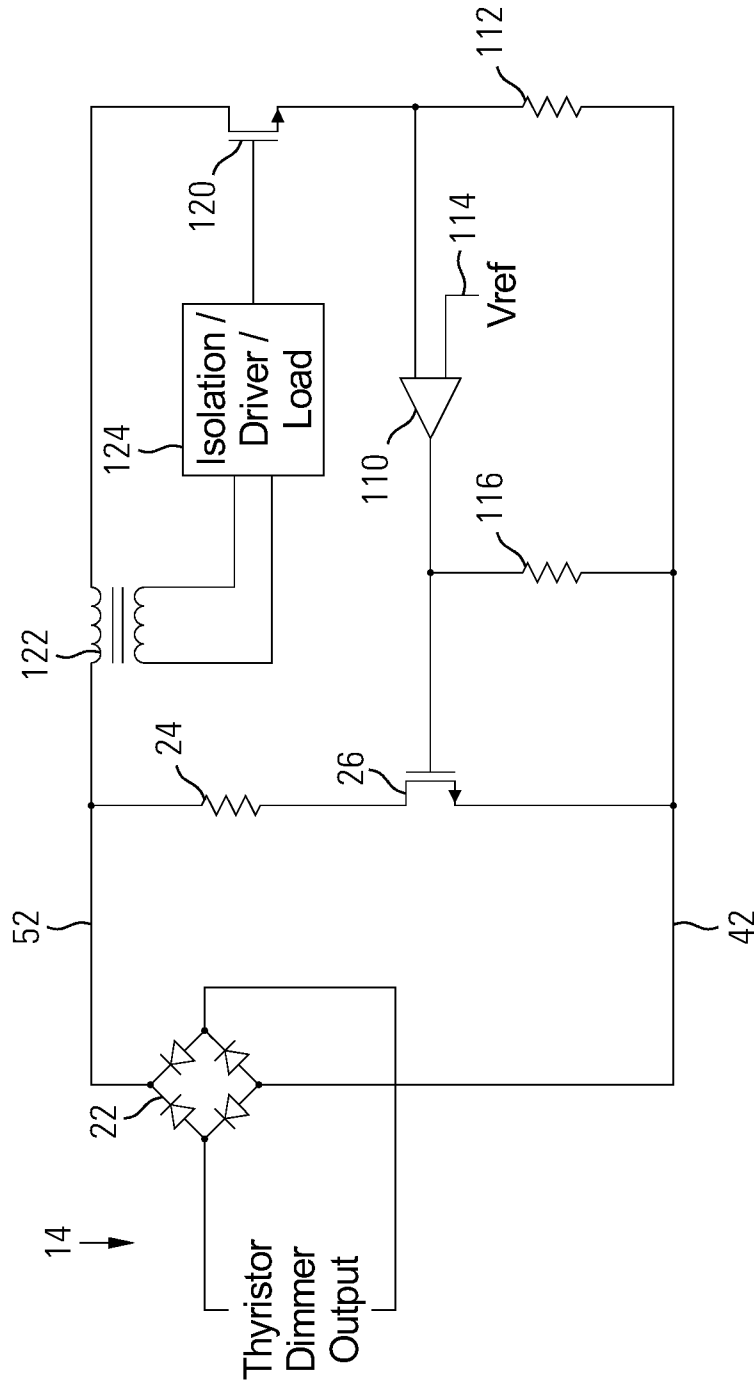 14
22
52
24
122
124
Isolation /
Driver /
Load
120
26
110
114
Vref
116
112
42
Thyristor
Dimmer
Output